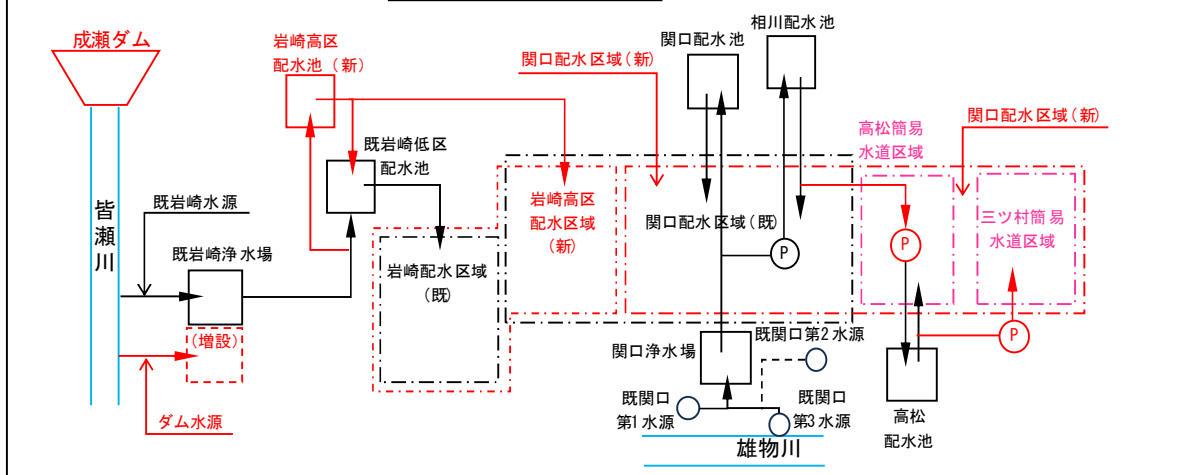 成瀬ダム
皆
瀬
川
既岩崎水源
既岩崎浄水場
(増設)
ダム水源
岩崎高区
配水池（新）
既岩崎低区
配水池
岩崎配水区域
(既)
岩崎高区
配水区域
(新)
関口配水区域(新)
関口配水池
相川配水池
関口配水区域(既)
P
関口浄水場
既関口第2水源
既関口
第1水源
既関口
第3水源
雄物川
高松簡易
水道区域
関口配水区域(新)
三ツ村簡易
水道区域
P
P
高松
配水池